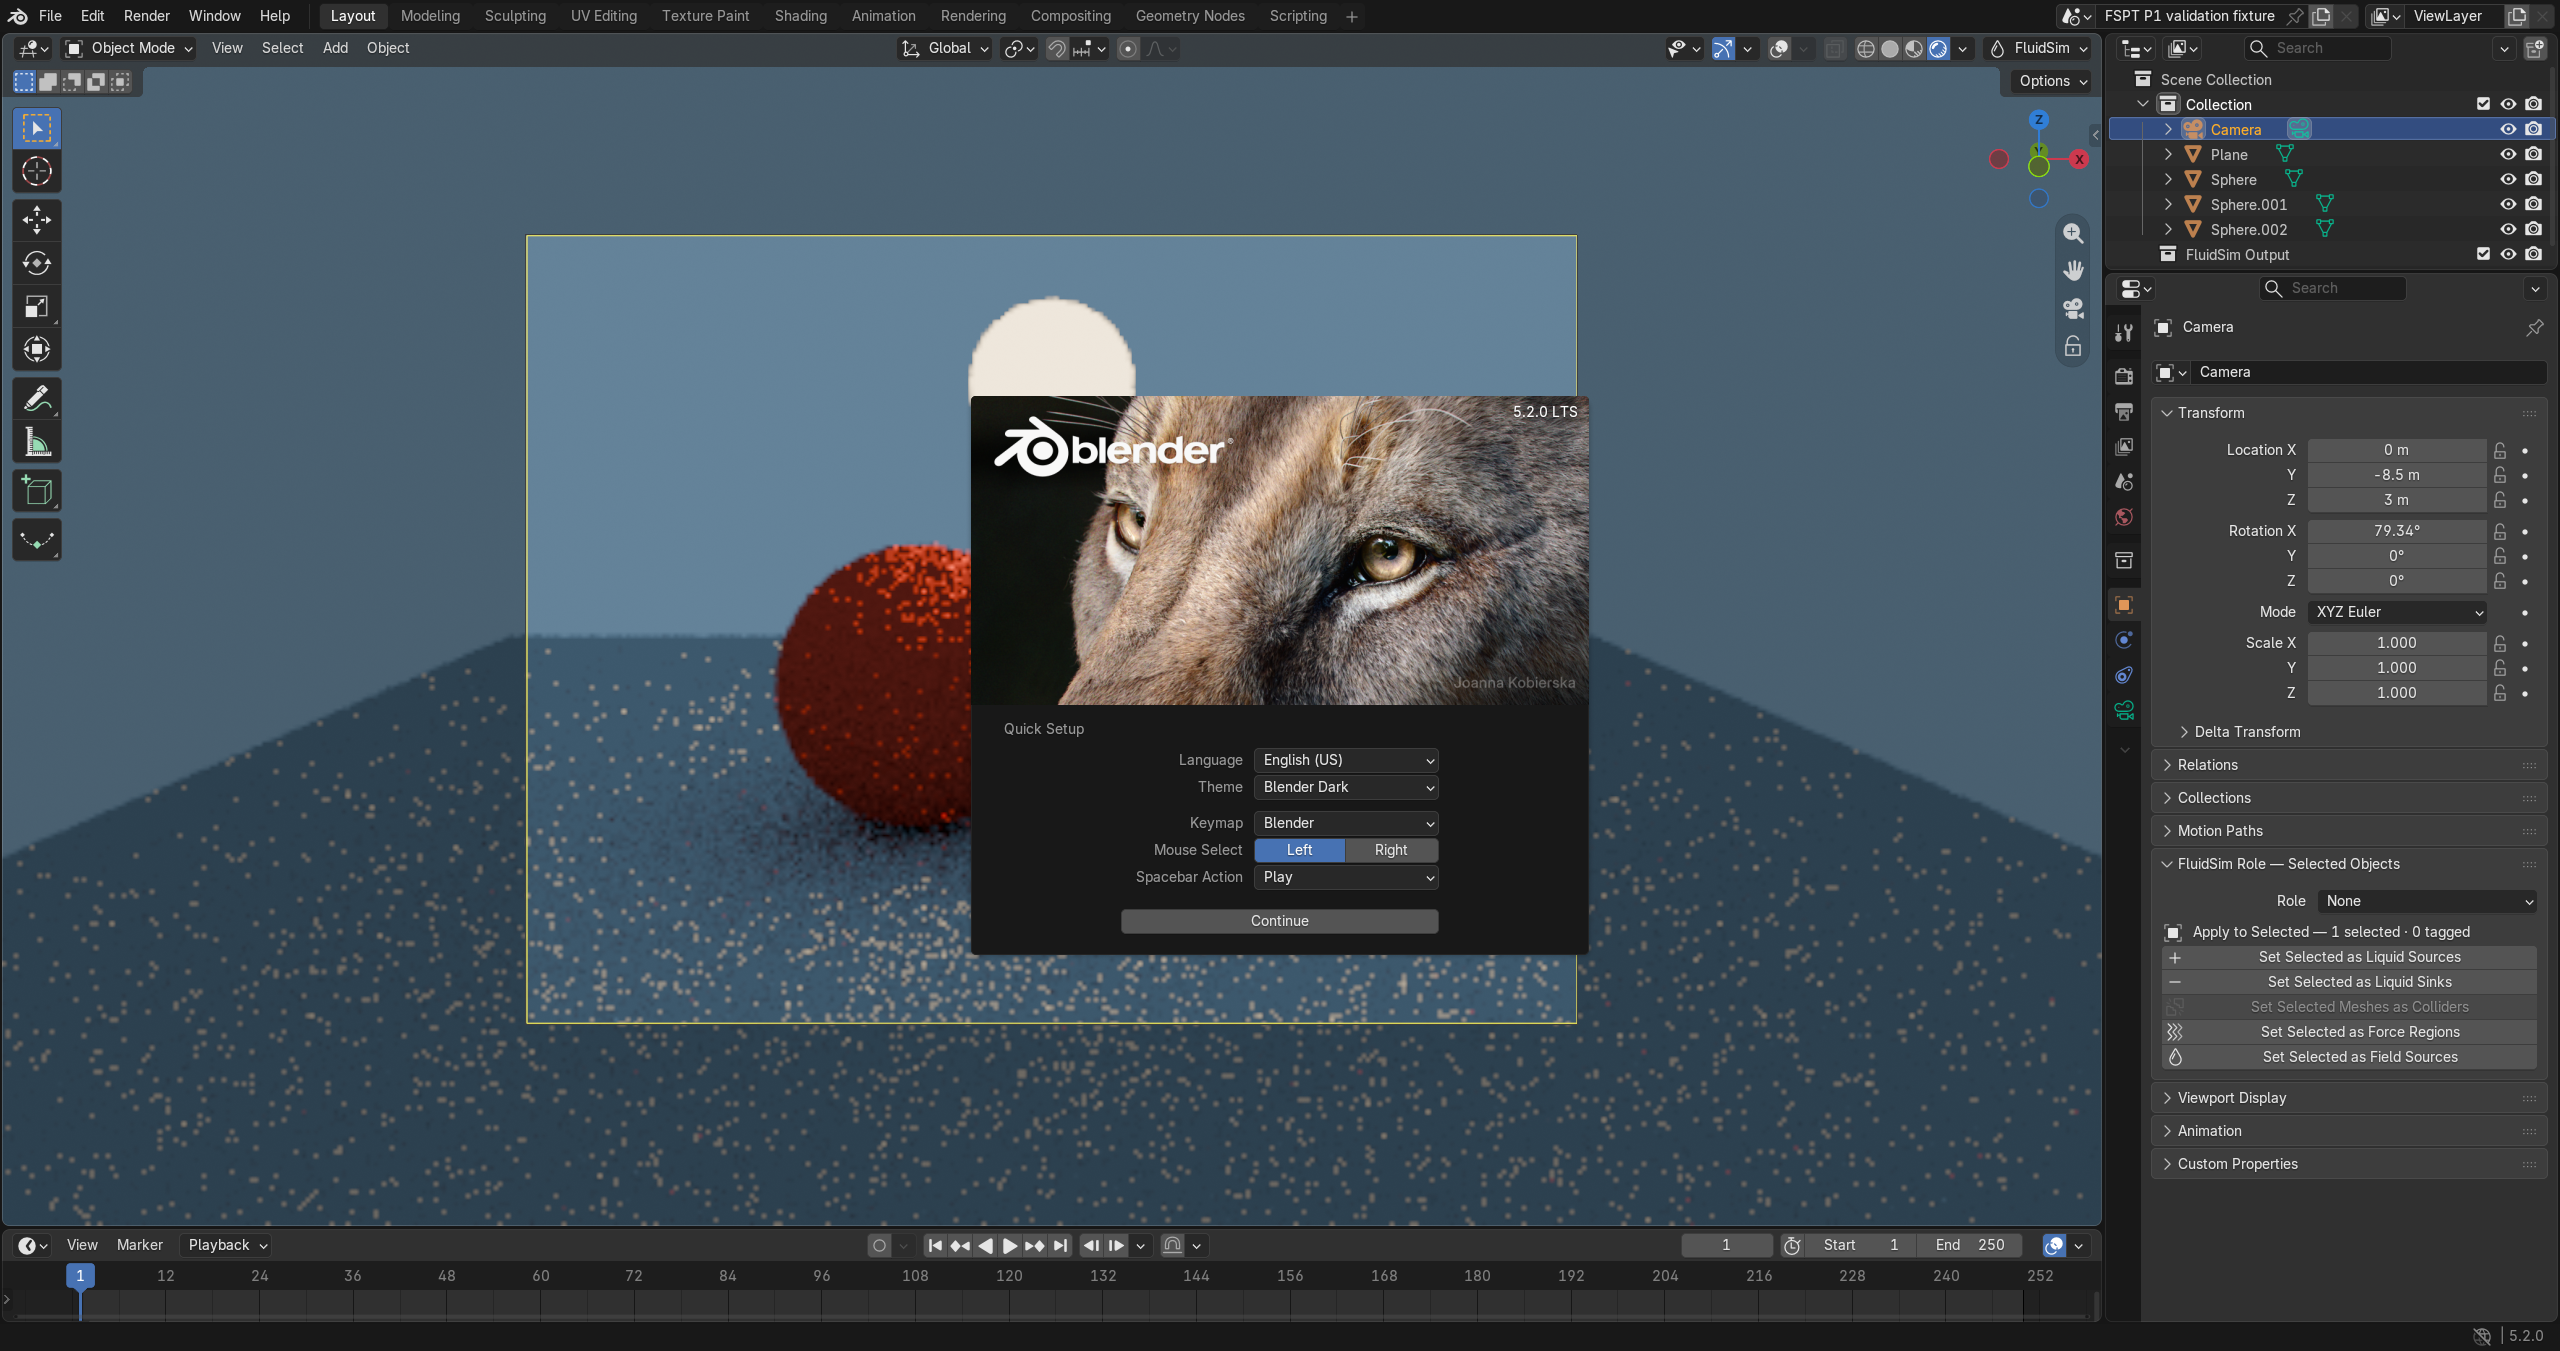 File Edit Render Window Help Layout Modeling Sculpting UV Editing Texture Paint Shading Animation Rendering Compositing Geometry Nodes Scripting FSPT P1 validation fixture ViewLayer
Object Mode View Select Add Object Global FluidSim Search
Options
Scene Collection
Collection
Camera
Plane
Sphere
Sphere.001
Sphere.002
FluidSim Output
Z
X
Search
Camera
Camera
Transform
Location X 0 m
Y -8.5 m
Z 3 m
Rotation X 79.34°
Y 0°
Z 0°
Mode XYZ Euler
Scale X 1.000
Y 1.000
Z 1.000
Delta Transform
Relations
Collections
Motion Paths
FluidSim Role — Selected Objects
Role None
Apply to Selected — 1 selected · 0 tagged
Set Selected as Liquid Sources
Set Selected as Liquid Sinks
Set Selected Meshes as Colliders
Set Selected as Force Regions
Set Selected as Field Sources
Viewport Display
Animation
Custom Properties
5.2.0 LTS
blender
Joanna Kobierska
Quick Setup
Language English (US)
Theme Blender Dark
Keymap Blender
Mouse Select Left Right
Spacebar Action Play
Continue
View Marker Playback 1 Start 1 End 250
1 12 24 36 48 60 72 84 96 108 120 132 144 156 168 180 192 204 216 228 240 252
5.2.0